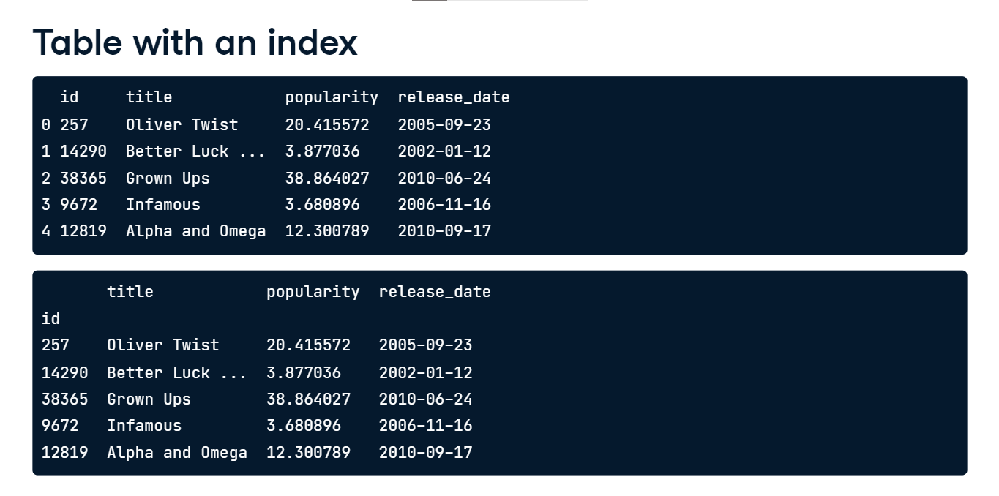 Table with an index
id title popularity release_date
0 257 Oliver Twist 20.415572 2005-09-23
1 14290 Better Luck ... 3.877036 2002-01-12
2 38365 Grown Ups 38.864027 2010-06-24
3 9672 Infamous 3.680896 2006-11-16
4 12819 Alpha and Omega 12.300789 2010-09-17
title popularity release_date
id
257 Oliver Twist 20.415572 2005-09-23
14290 Better Luck ... 3.877036 2002-01-12
38365 Grown Ups 38.864027 2010-06-24
9672 Infamous 3.680896 2006-11-16
12819 Alpha and Omega 12.300789 2010-09-17